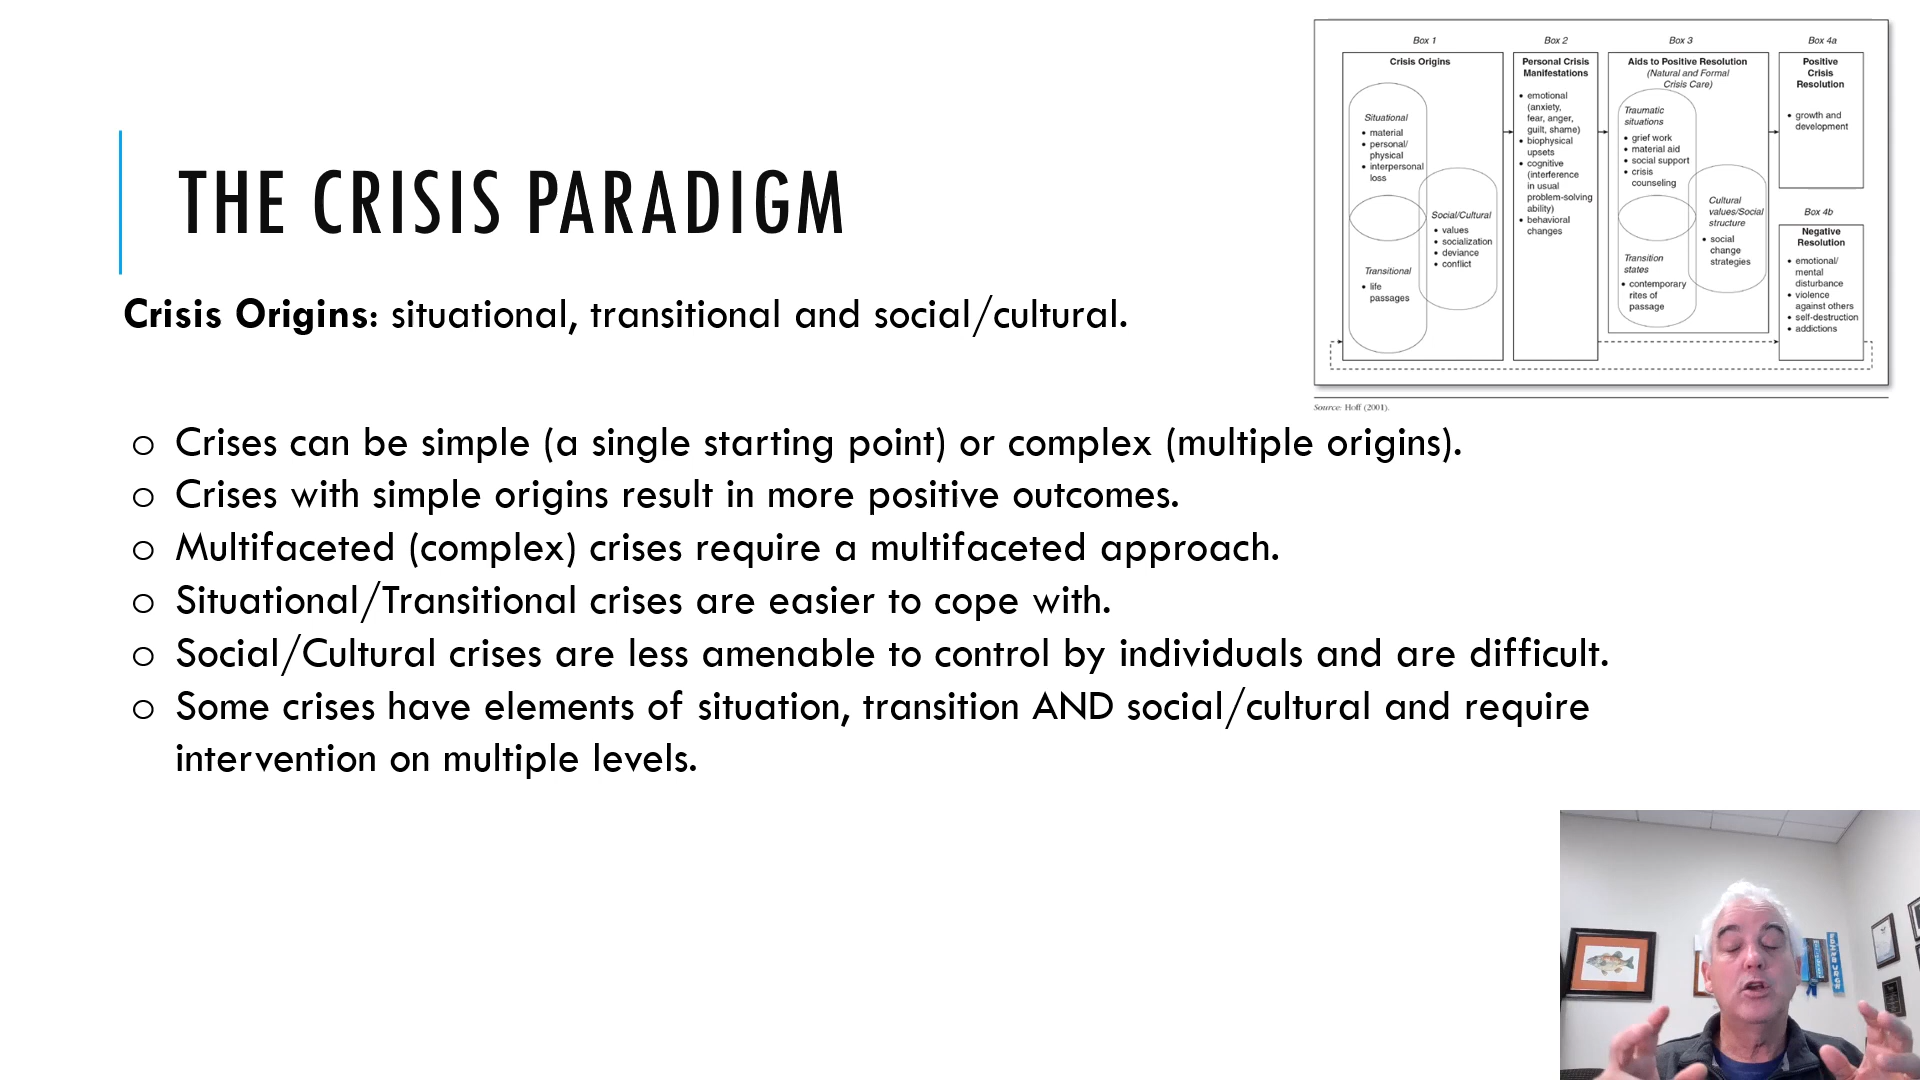 THE CRISIS PARADIGM
Crisis Origins: situational, transitional and social/cultural.
o Crises can be simple (a single starting point) or complex (multiple origins).
o Crises with simple origins result in more positive outcomes.
o Multifaceted (complex) crises require a multifaceted approach.
o Situational/Transitional crises are easier to cope with.
o Social/Cultural crises are less amenable to control by individuals and are difficult.
o Some crises have elements of situation, transition AND social/cultural and require
intervention on multiple levels.
Box 1
Crisis Origins
Situational
• material
• personal/
physical
• interpersonal
loss
Social/Cultural
• values
• socialization
• deviance
• conflict
Transitional
• life
passages
Box 2
Personal Crisis
Manifestations
• emotional
(anxiety,
fear, anger,
guilt, shame)
• biophysical
upsets
• cognitive
(interference
in usual
problem-solving
ability)
• behavioral
changes
Box 3
Aids to Positive Resolution
(Natural and Formal
Crisis Care)
Traumatic
situations
• grief work
• material aid
• social support
• crisis
counseling
Cultural
values/Social
structure
• social
change
strategies
Transition
states
• contemporary
rites of
passage
Box 4a
Positive
Crisis
Resolution
• growth and
development
Box 4b
Negative
Resolution
• emotional/
mental
disturbance
• violence
against others
• self-destruction
• addictions
Source: Hoff (2001).
EDINBURGH